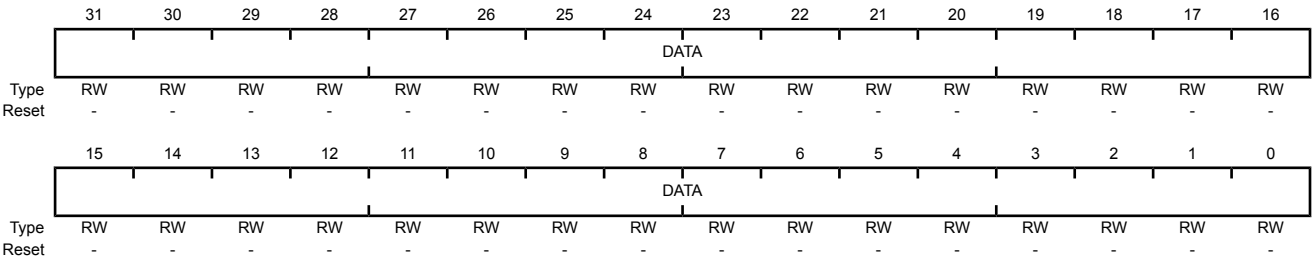 31 30 29 28 27 26 25 24 23 22 21 20 19 18 17 16
DATA
Type RW RW RW RW RW RW RW RW RW RW RW RW RW RW RW RW
Reset - - - - - - - - - - - - - - - -
15 14 13 12 11 10 9 8 7 6 5 4 3 2 1 0
DATA
Type RW RW RW RW RW RW RW RW RW RW RW RW RW RW RW RW
Reset - - - - - - - - - - - - - - - -